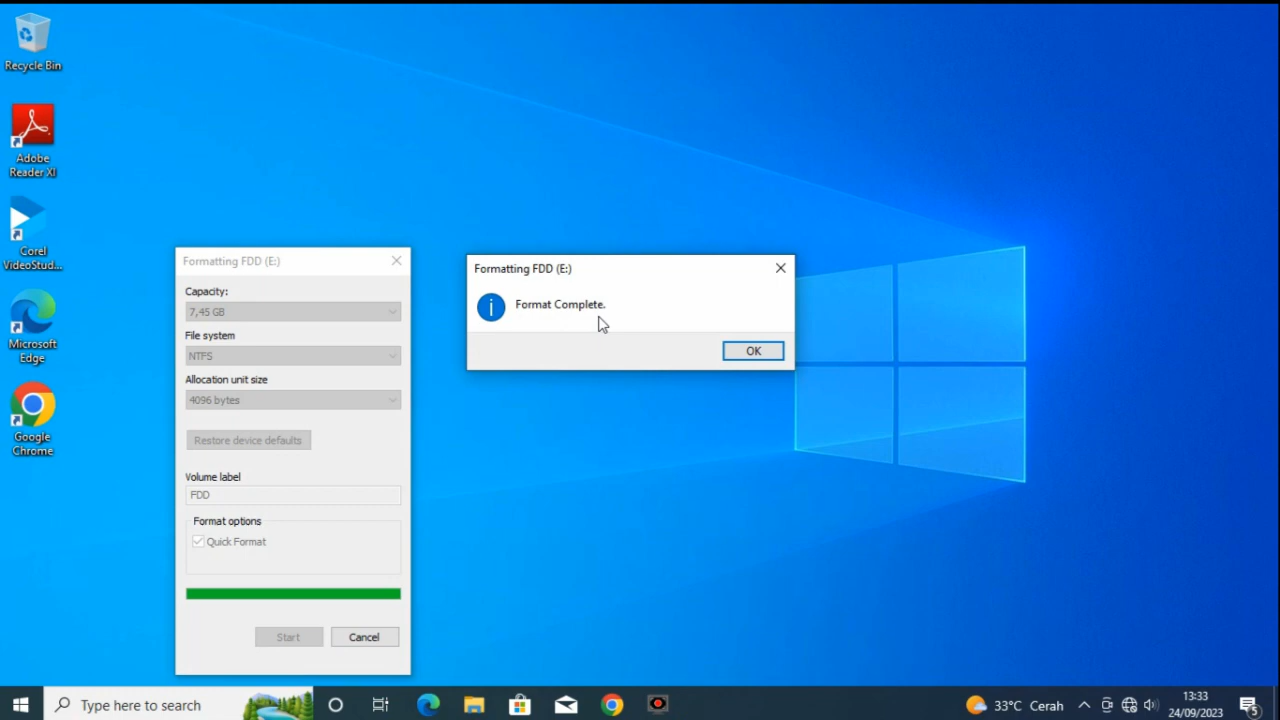 Recycle Bin
Adobe
Reader XI
Corel
VideoStud...
Microsoft
Edge
Google
Chrome
Formatting FDD (E:)
Capacity:
7,45 GB
File system
NTFS
Allocation unit size
4096 bytes
Restore device defaults
Volume label
FDD
Format options
Quick Format
Start
Cancel
Formatting FDD (E:)
Format Complete.
OK
Type here to search
33°C Cerah
13:33
24/09/2023
5